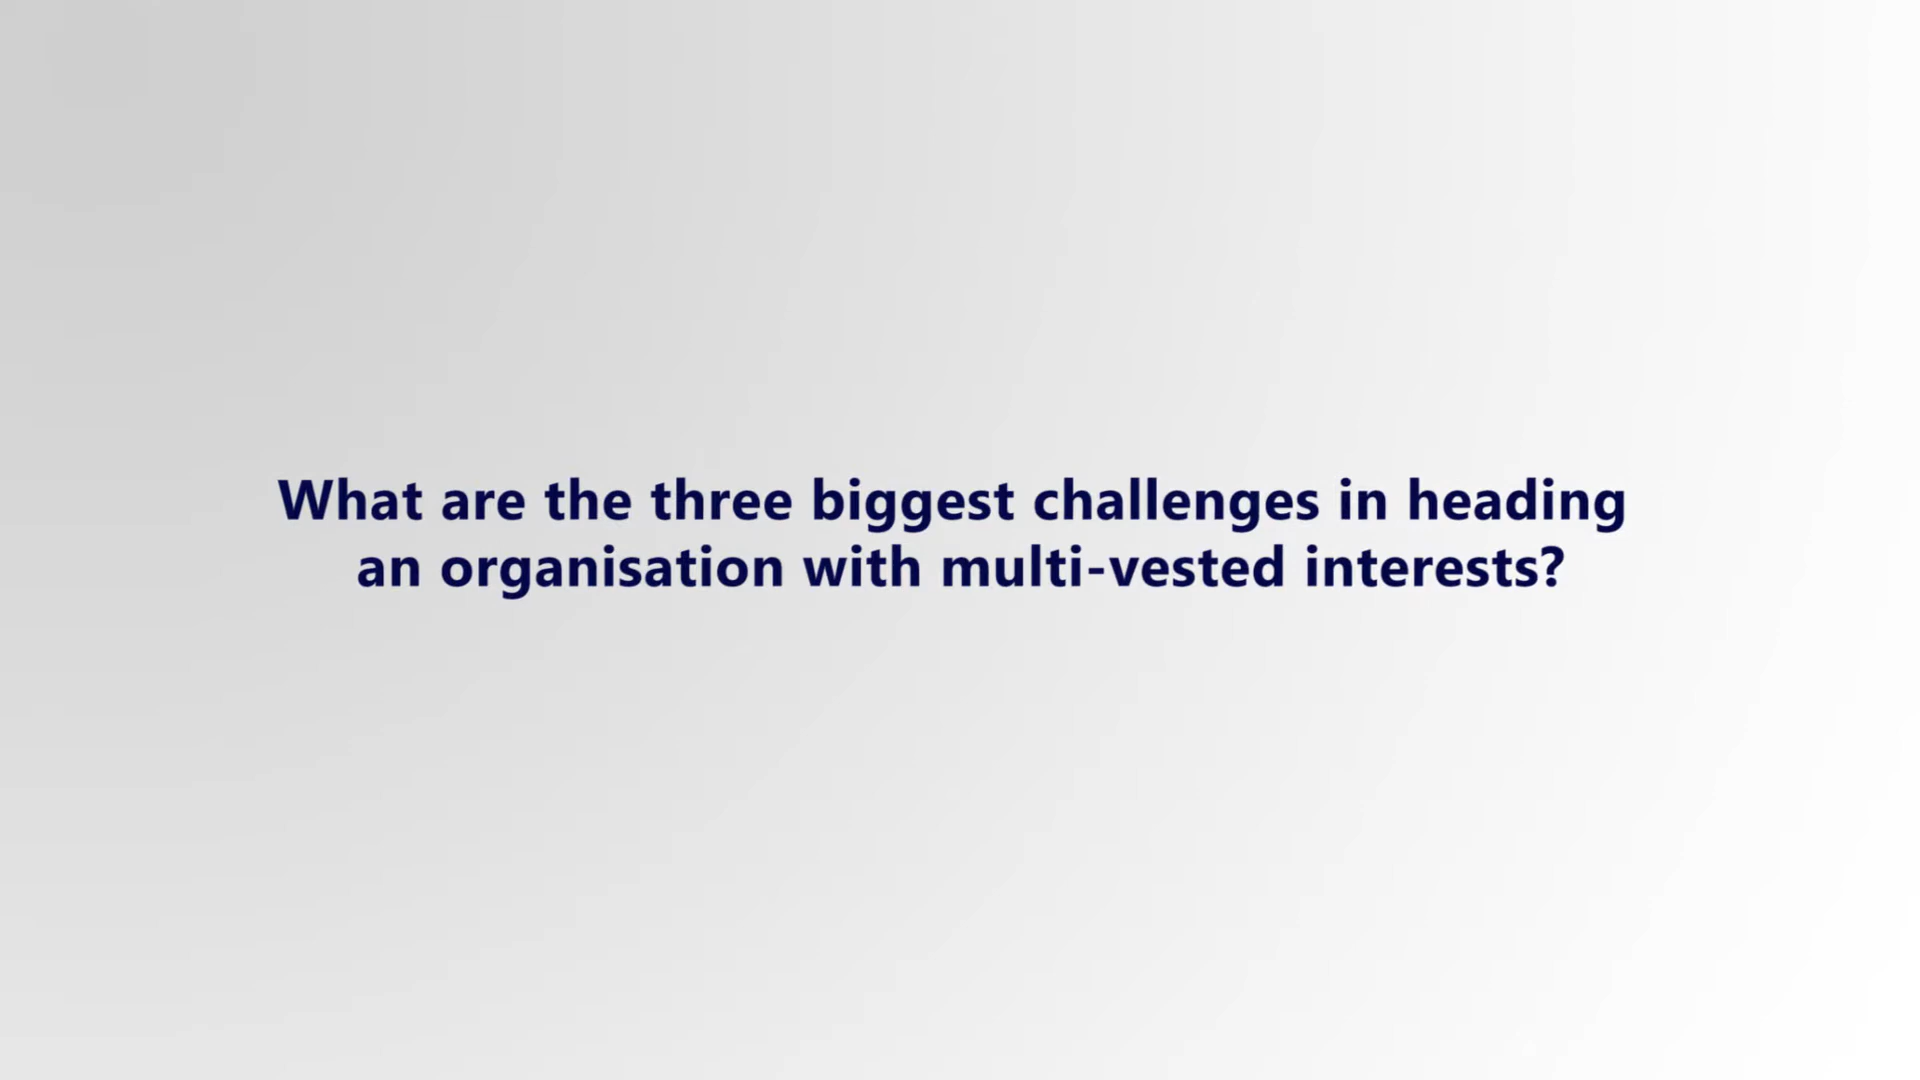 What are the three biggest challenges in heading
an organisation with multi-vested interests?